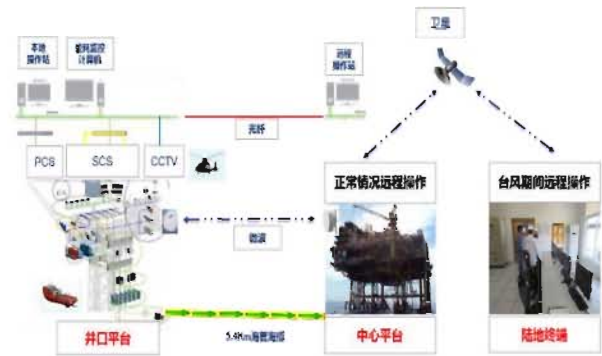 卫星
本地
操作站
能耗监控
计算机
远程
操作站
光纤
PCS
SCS
CCTV
正常情况远程操作
台风期间远程操作
微波
井口平台
5.4Km海底海缆
中心平台
陆地终端